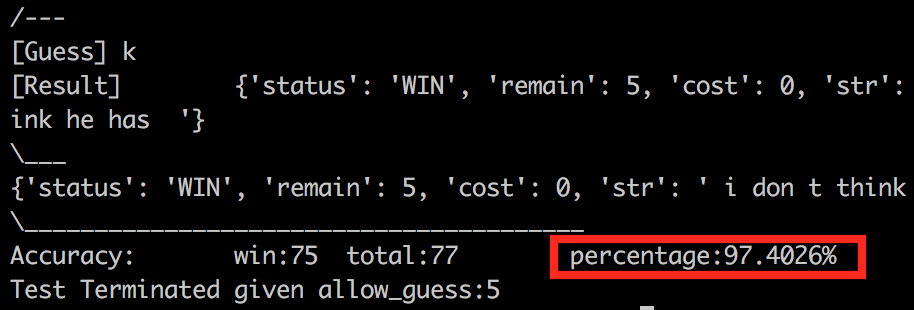 /---
[Guess] k
[Result] {'status': 'WIN', 'remain': 5, 'cost': 0, 'str':
ink he has  '}
\___
{'status': 'WIN', 'remain': 5, 'cost': 0, 'str': ' i don t think
\_________________________________________
Accuracy: win:75 total:77 percentage:97.4026%
Test Terminated given allow_guess:5